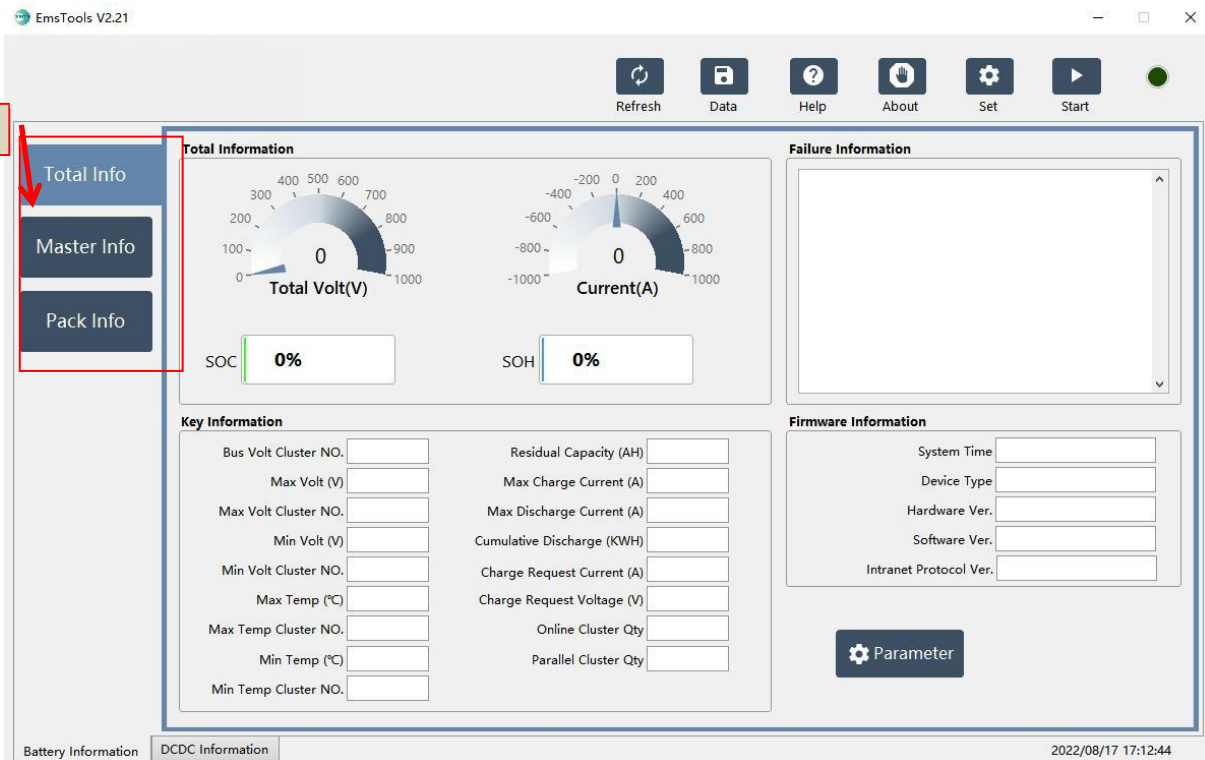 EmsTools V2.21
Refresh Data Help About Set Start
Total Info
Master Info
Pack Info
Total Information
-200 0 200
400 500 600
-400 400
300 700
-600 600
200 800
100 900
-800 800
0 0
0 1000
-1000 1000
Total Volt(V) Current(A)
SOC 0% SOH 0%
Failure Information
Key Information
Bus Volt Cluster NO. Residual Capacity (AH)
Max Volt (V) Max Charge Current (A)
Max Volt Cluster NO. Max Discharge Current (A)
Min Volt (V) Cumulative Discharge (KWH)
Min Volt Cluster NO. Charge Request Current (A)
Max Temp (℃) Charge Request Voltage (V)
Max Temp Cluster NO. Online Cluster Qty
Min Temp (℃) Parallel Cluster Qty
Min Temp Cluster NO.
Firmware Information
System Time
Device Type
Hardware Ver.
Software Ver.
Intranet Protocol Ver.
Parameter
Battery Information DCDC Information 2022/08/17 17:12:44